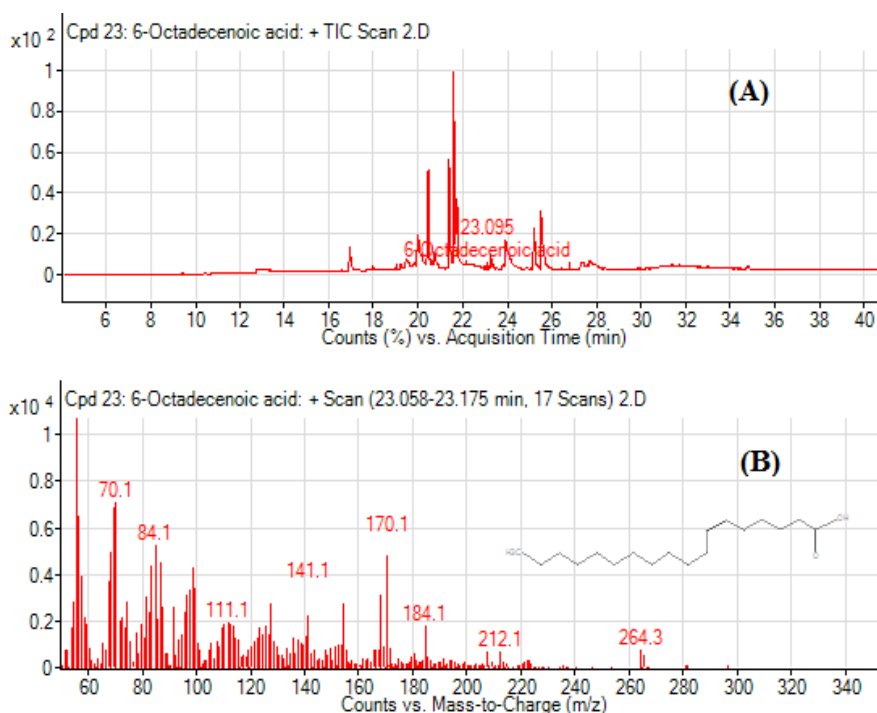 Cpd 23: 6-Octadecenoic acid: + TIC Scan 2.D
x10 2
1
0.8
0.6
0.4
0.2
0
(A)
23.095
6-Octadecenoic acid
6 8 10 12 14 16 18 20 22 24 26 28 30 32 34 36 38 40
Counts (%) vs. Acquisition Time (min)
Cpd 23: 6-Octadecenoic acid: + Scan (23.058-23.175 min, 17 Scans) 2.D
x10 4
1
0.8
0.6
0.4
0.2
0
(B)
70.1
84.1
111.1
141.1
170.1
184.1
212.1
264.3
60 80 100 120 140 160 180 200 220 240 260 280 300 320 340
Counts vs. Mass-to-Charge (m/z)